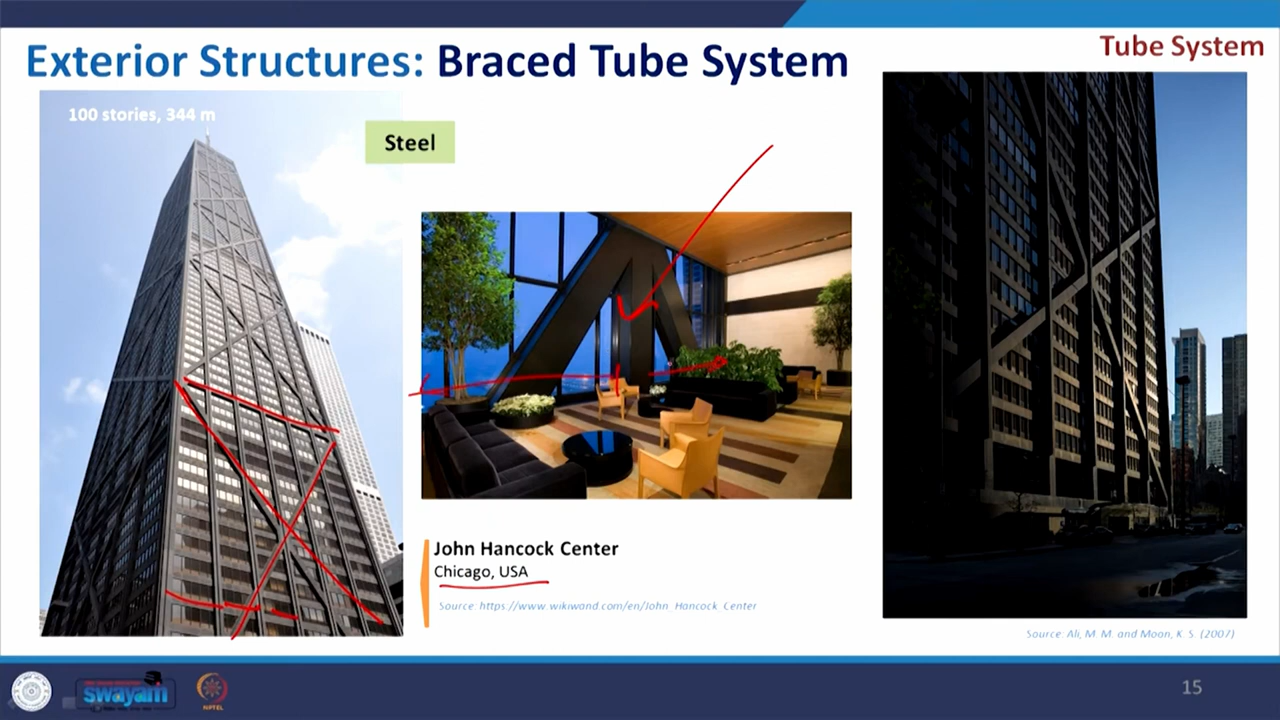 Exterior Structures: Braced Tube System
Tube System
100 stories, 344 m
Steel
John Hancock Center
Chicago, USA
Source: https://www.wikiwand.com/en/John_Hancock_Center
Source: Ali, M. M. and Moon, K. S. (2007)
swayam
NPTEL
15